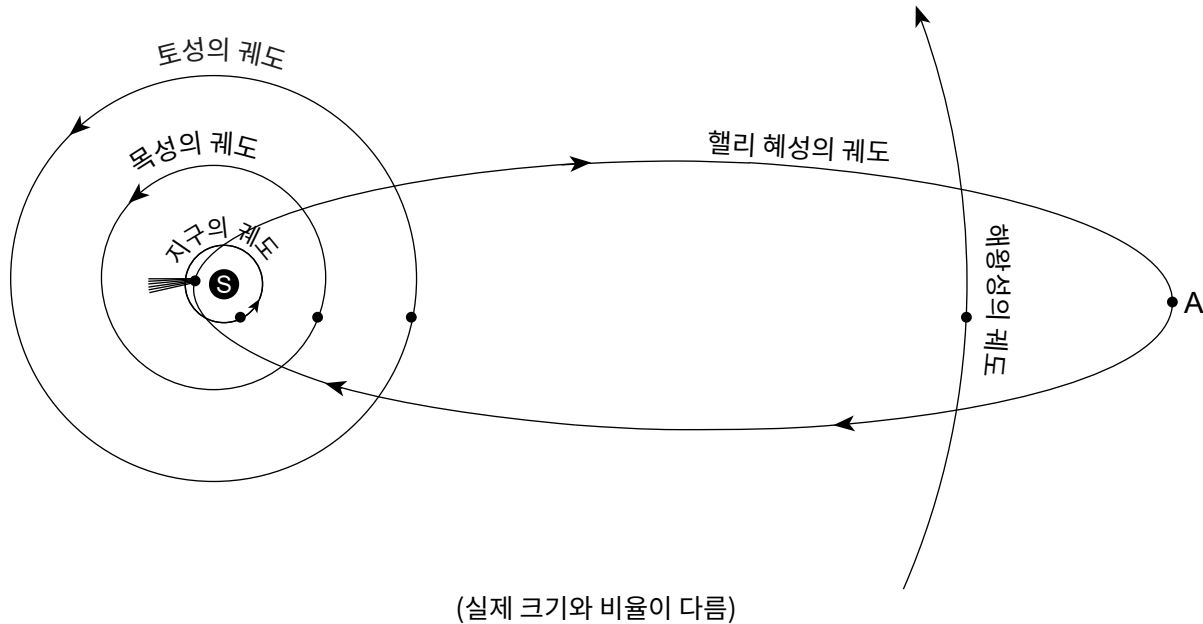 토성의 궤도
목성의 궤도
지구의 궤도
S
핼리 혜성의 궤도
해왕성의 궤도
A
(실제 크기와 비율이 다름)